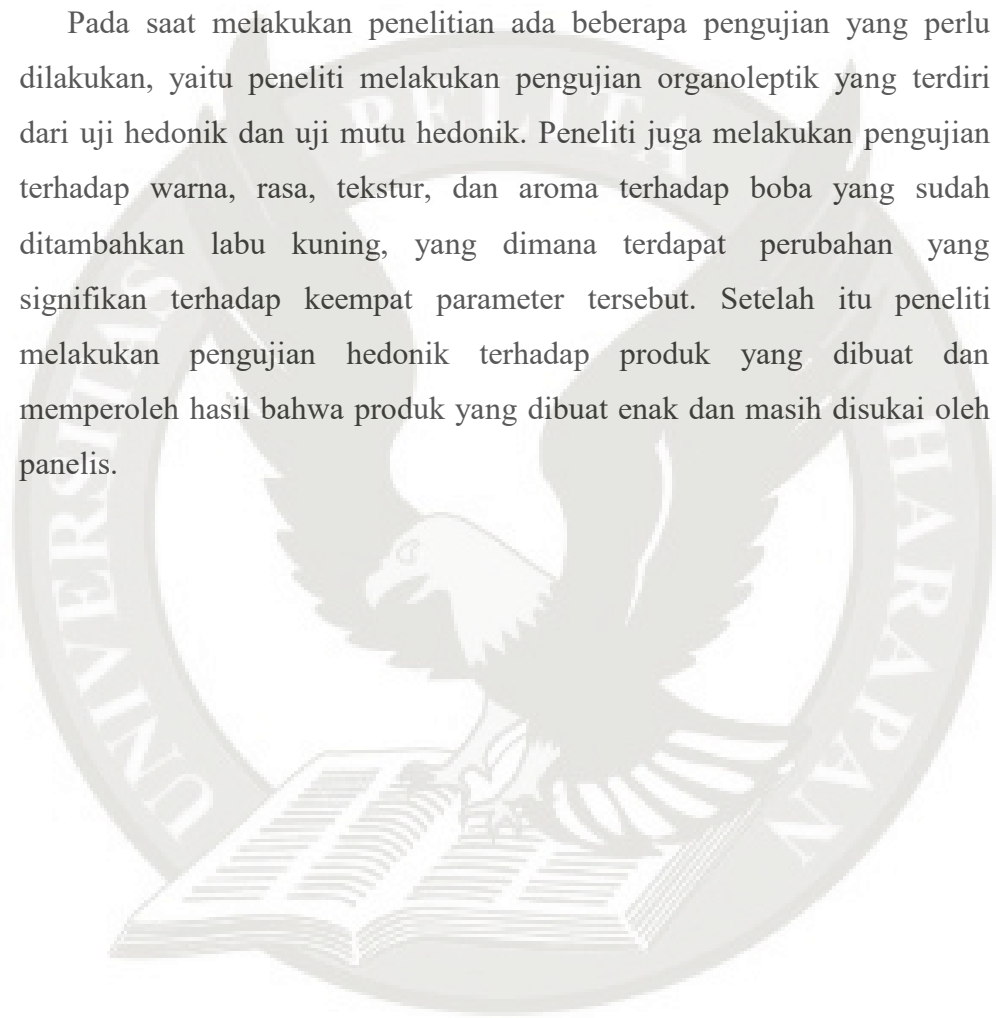 Pada saat melakukan penelitian ada beberapa pengujian yang perlu
dilakukan, yaitu peneliti melakukan pengujian organoleptik yang terdiri
dari uji hedonik dan uji mutu hedonik. Peneliti juga melakukan pengujian
terhadap warna, rasa, tekstur, dan aroma terhadap boba yang sudah
ditambahkan labu kuning, yang dimana terdapat perubahan yang
signifikan terhadap keempat parameter tersebut. Setelah itu peneliti
melakukan pengujian hedonik terhadap produk yang dibuat dan
memperoleh hasil bahwa produk yang dibuat enak dan masih disukai oleh
panelis.
UNIVERSITAS PELITA HARAPAN